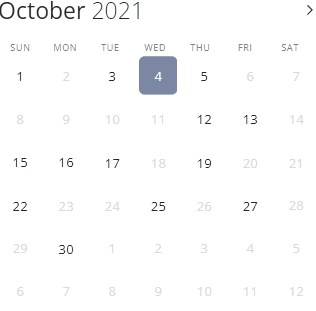 October 2021 >
SUN MON TUE WED THU FRI SAT
1 2 3 4 5 6 7
8 9 10 11 12 13 14
15 16 17 18 19 20 21
22 23 24 25 26 27 28
29 30 1 2 3 4 5
6 7 8 9 10 11 12